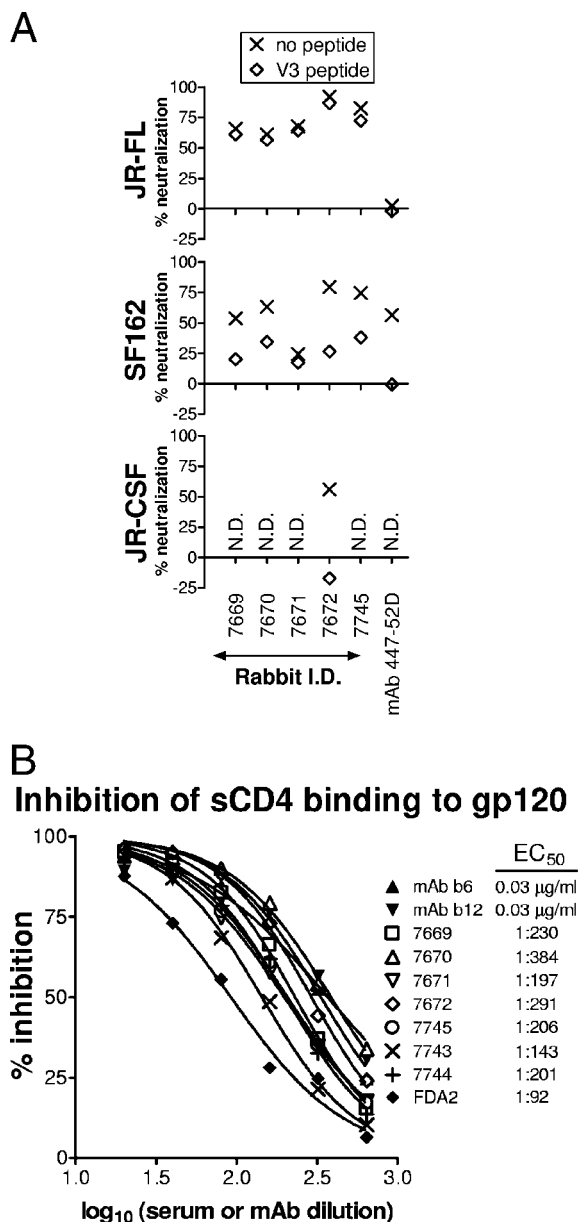 A
no peptide
V3 peptide
JR-FL
% neutralization
100
75
50
25
0
-25
SF162
% neutralization
100
75
50
25
0
-25
JR-CSF
% neutralization
100
75
50
25
0
-25
N.D. N.D. N.D. N.D. N.D.
7669 7670 7671 7672 7745 mAb 447-52D
Rabbit I.D.
B
Inhibition of sCD4 binding to gp120
% inhibition
100
75
50
25
0
1.0 1.5 2.0 2.5 3.0
log10 (serum or mAb dilution)
EC50
mAb b6 0.03 μg/ml
mAb b12 0.03 μg/ml
7669 1:230
7670 1:384
7671 1:197
7672 1:291
7745 1:206
7743 1:143
7744 1:201
FDA2 1:92